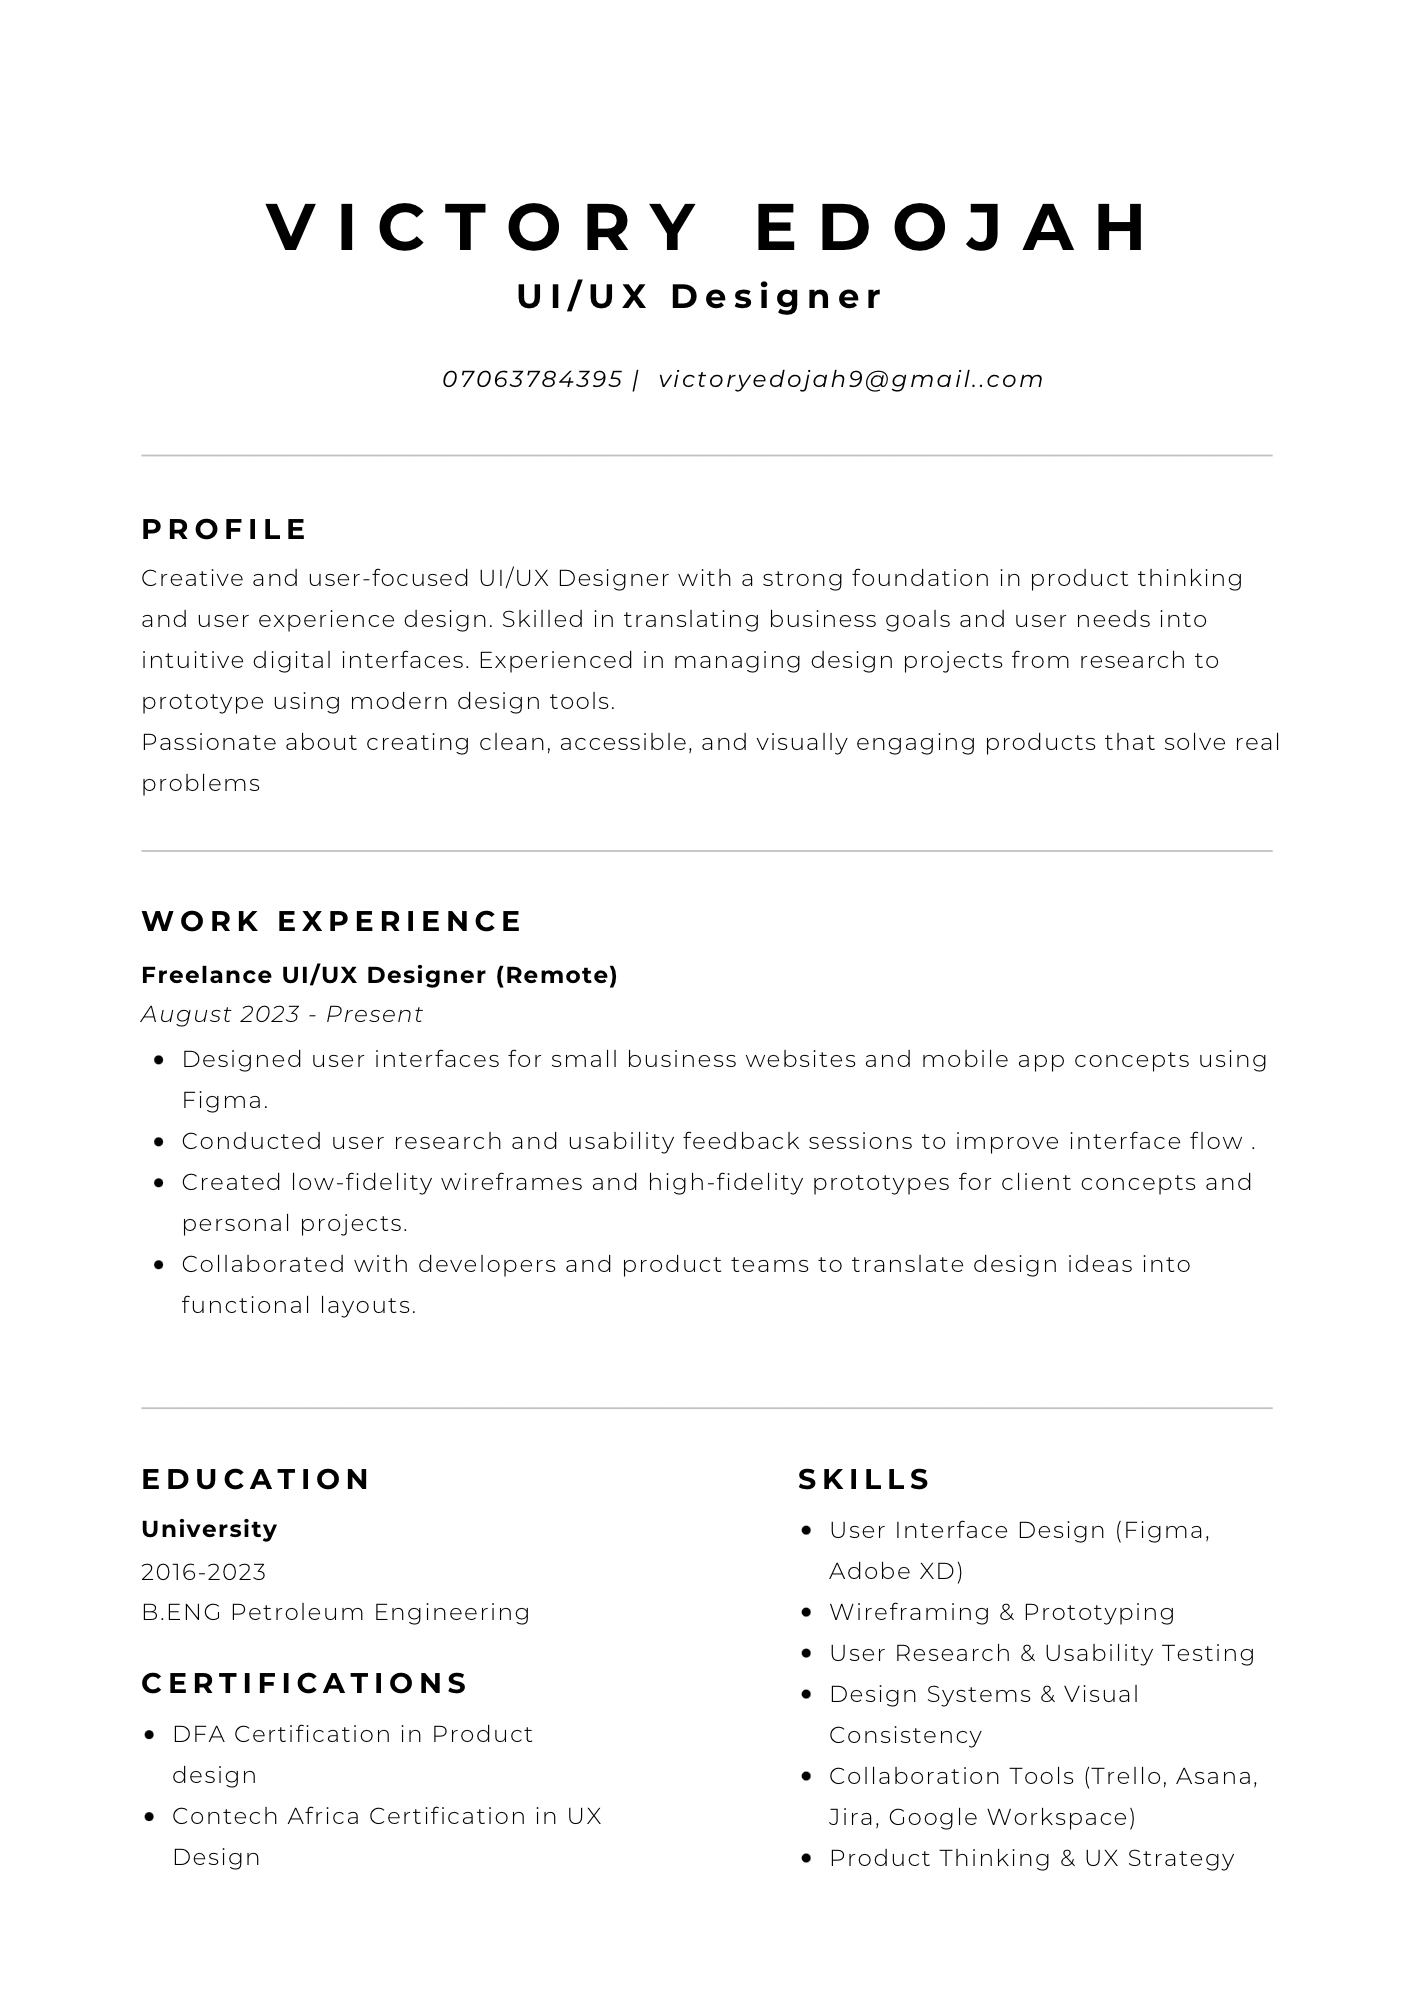 VICTORY EDOJAH
UI/UX Designer
07063784395 | victoryedojah9@gmail..com
PROFILE
Creative and user-focused UI/UX Designer with a strong foundation in product thinking
and user experience design. Skilled in translating business goals and user needs into
intuitive digital interfaces. Experienced in managing design projects from research to
prototype using modern design tools.
Passionate about creating clean, accessible, and visually engaging products that solve real
problems
WORK EXPERIENCE
Freelance UI/UX Designer (Remote)
August 2023 - Present
• Designed user interfaces for small business websites and mobile app concepts using
Figma.
• Conducted user research and usability feedback sessions to improve interface flow .
• Created low-fidelity wireframes and high-fidelity prototypes for client concepts and
personal projects.
• Collaborated with developers and product teams to translate design ideas into
functional layouts.
EDUCATION
University
2016-2023
B.ENG Petroleum Engineering
CERTIFICATIONS
• DFA Certification in Product
design
• Contech Africa Certification in UX
Design
SKILLS
• User Interface Design (Figma,
Adobe XD)
• Wireframing & Prototyping
• User Research & Usability Testing
• Design Systems & Visual
Consistency
• Collaboration Tools (Trello, Asana,
Jira, Google Workspace)
• Product Thinking & UX Strategy